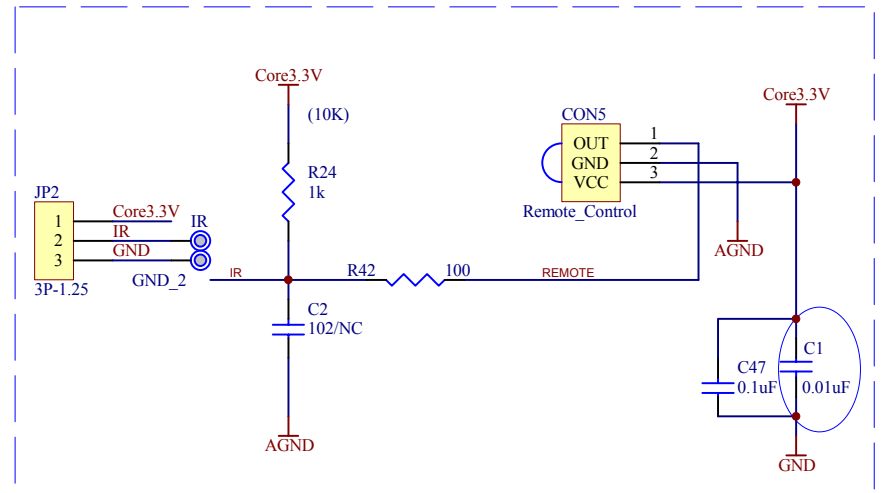 Core3.3V
(10K)
R24
1k
JP2
1
2
3
Core3.3V
IR
GND
3P-1.25
IR
GND_2
IR
R42
100
REMOTE
C2
102/NC
AGND
CON5
OUT
GND
VCC
1
2
3
Remote_Control
AGND
Core3.3V
C47
0.1uF
C1
0.01uF
GND